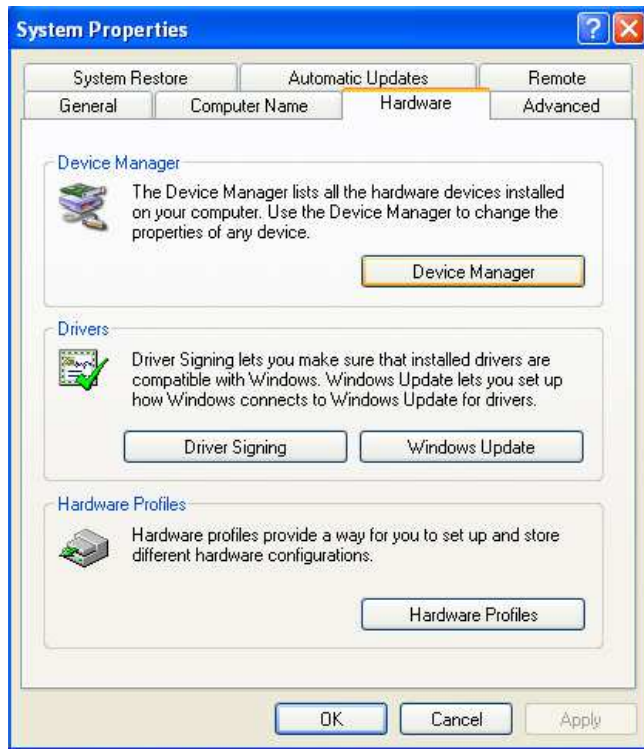 System Properties
System Restore Automatic Updates Remote
General Computer Name Hardware Advanced
Device Manager
The Device Manager lists all the hardware devices installed
on your computer. Use the Device Manager to change the
properties of any device.
Device Manager
Drivers
Driver Signing lets you make sure that installed drivers are
compatible with Windows. Windows Update lets you set up
how Windows connects to Windows Update for drivers.
Driver Signing Windows Update
Hardware Profiles
Hardware profiles provide a way for you to set up and store
different hardware configurations.
Hardware Profiles
OK Cancel Apply